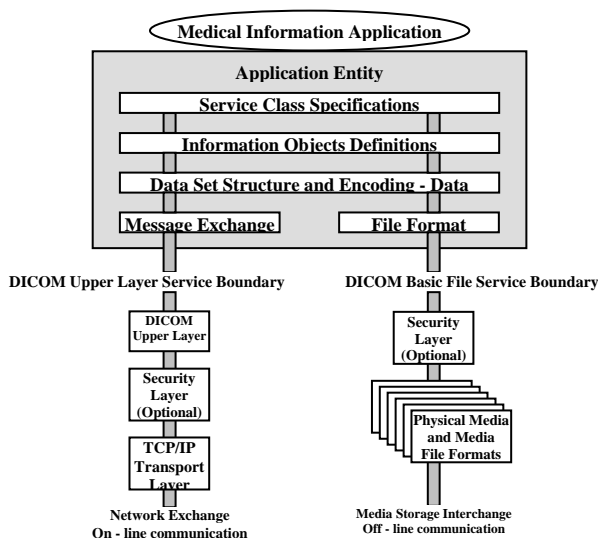 Medical Information Application
Application Entity
Service Class Specifications
Information Objects Definitions
Data Set Structure and Encoding - Data
Message Exchange
File Format
DICOM Upper Layer Service Boundary
DICOM Basic File Service Boundary
DICOM
Upper Layer
Security
Layer
(Optional)
TCP/IP
Transport
Layer
Network Exchange
On - line communication
Security
Layer
(Optional)
Physical Media
and Media
File Formats
Media Storage Interchange
Off - line communication